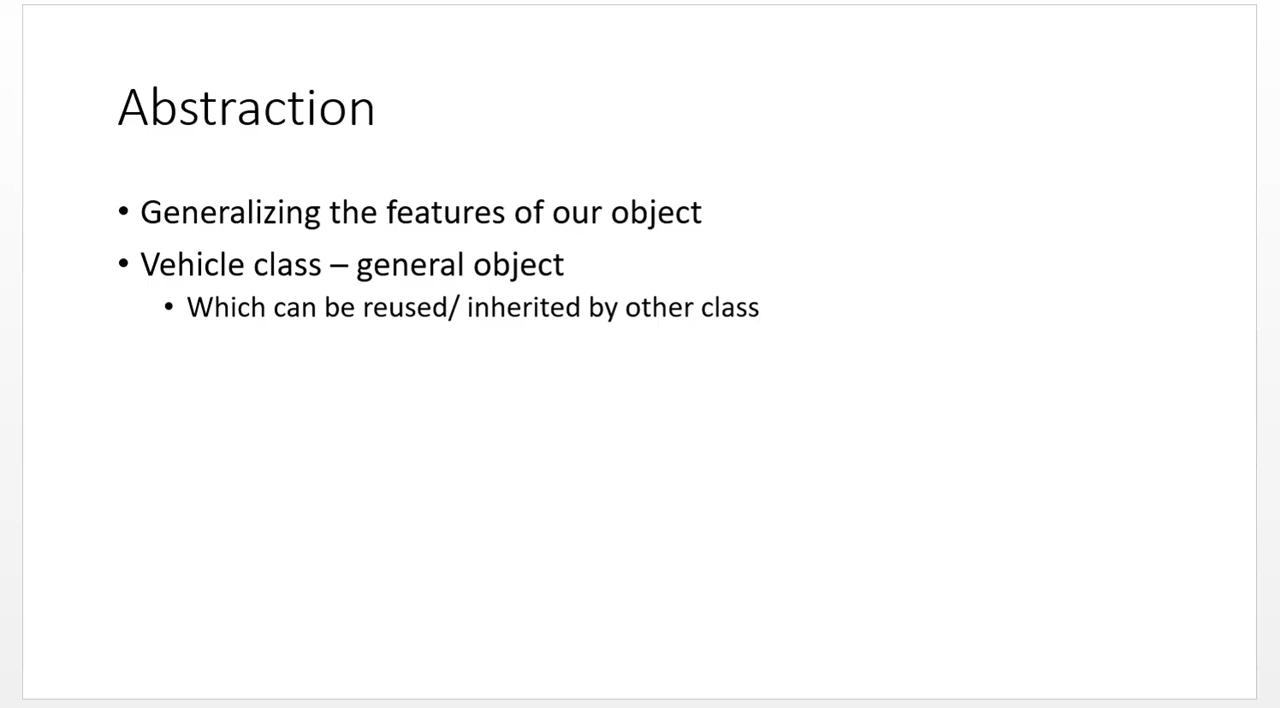 Abstraction
• Generalizing the features of our object
• Vehicle class – general object
• Which can be reused/ inherited by other class